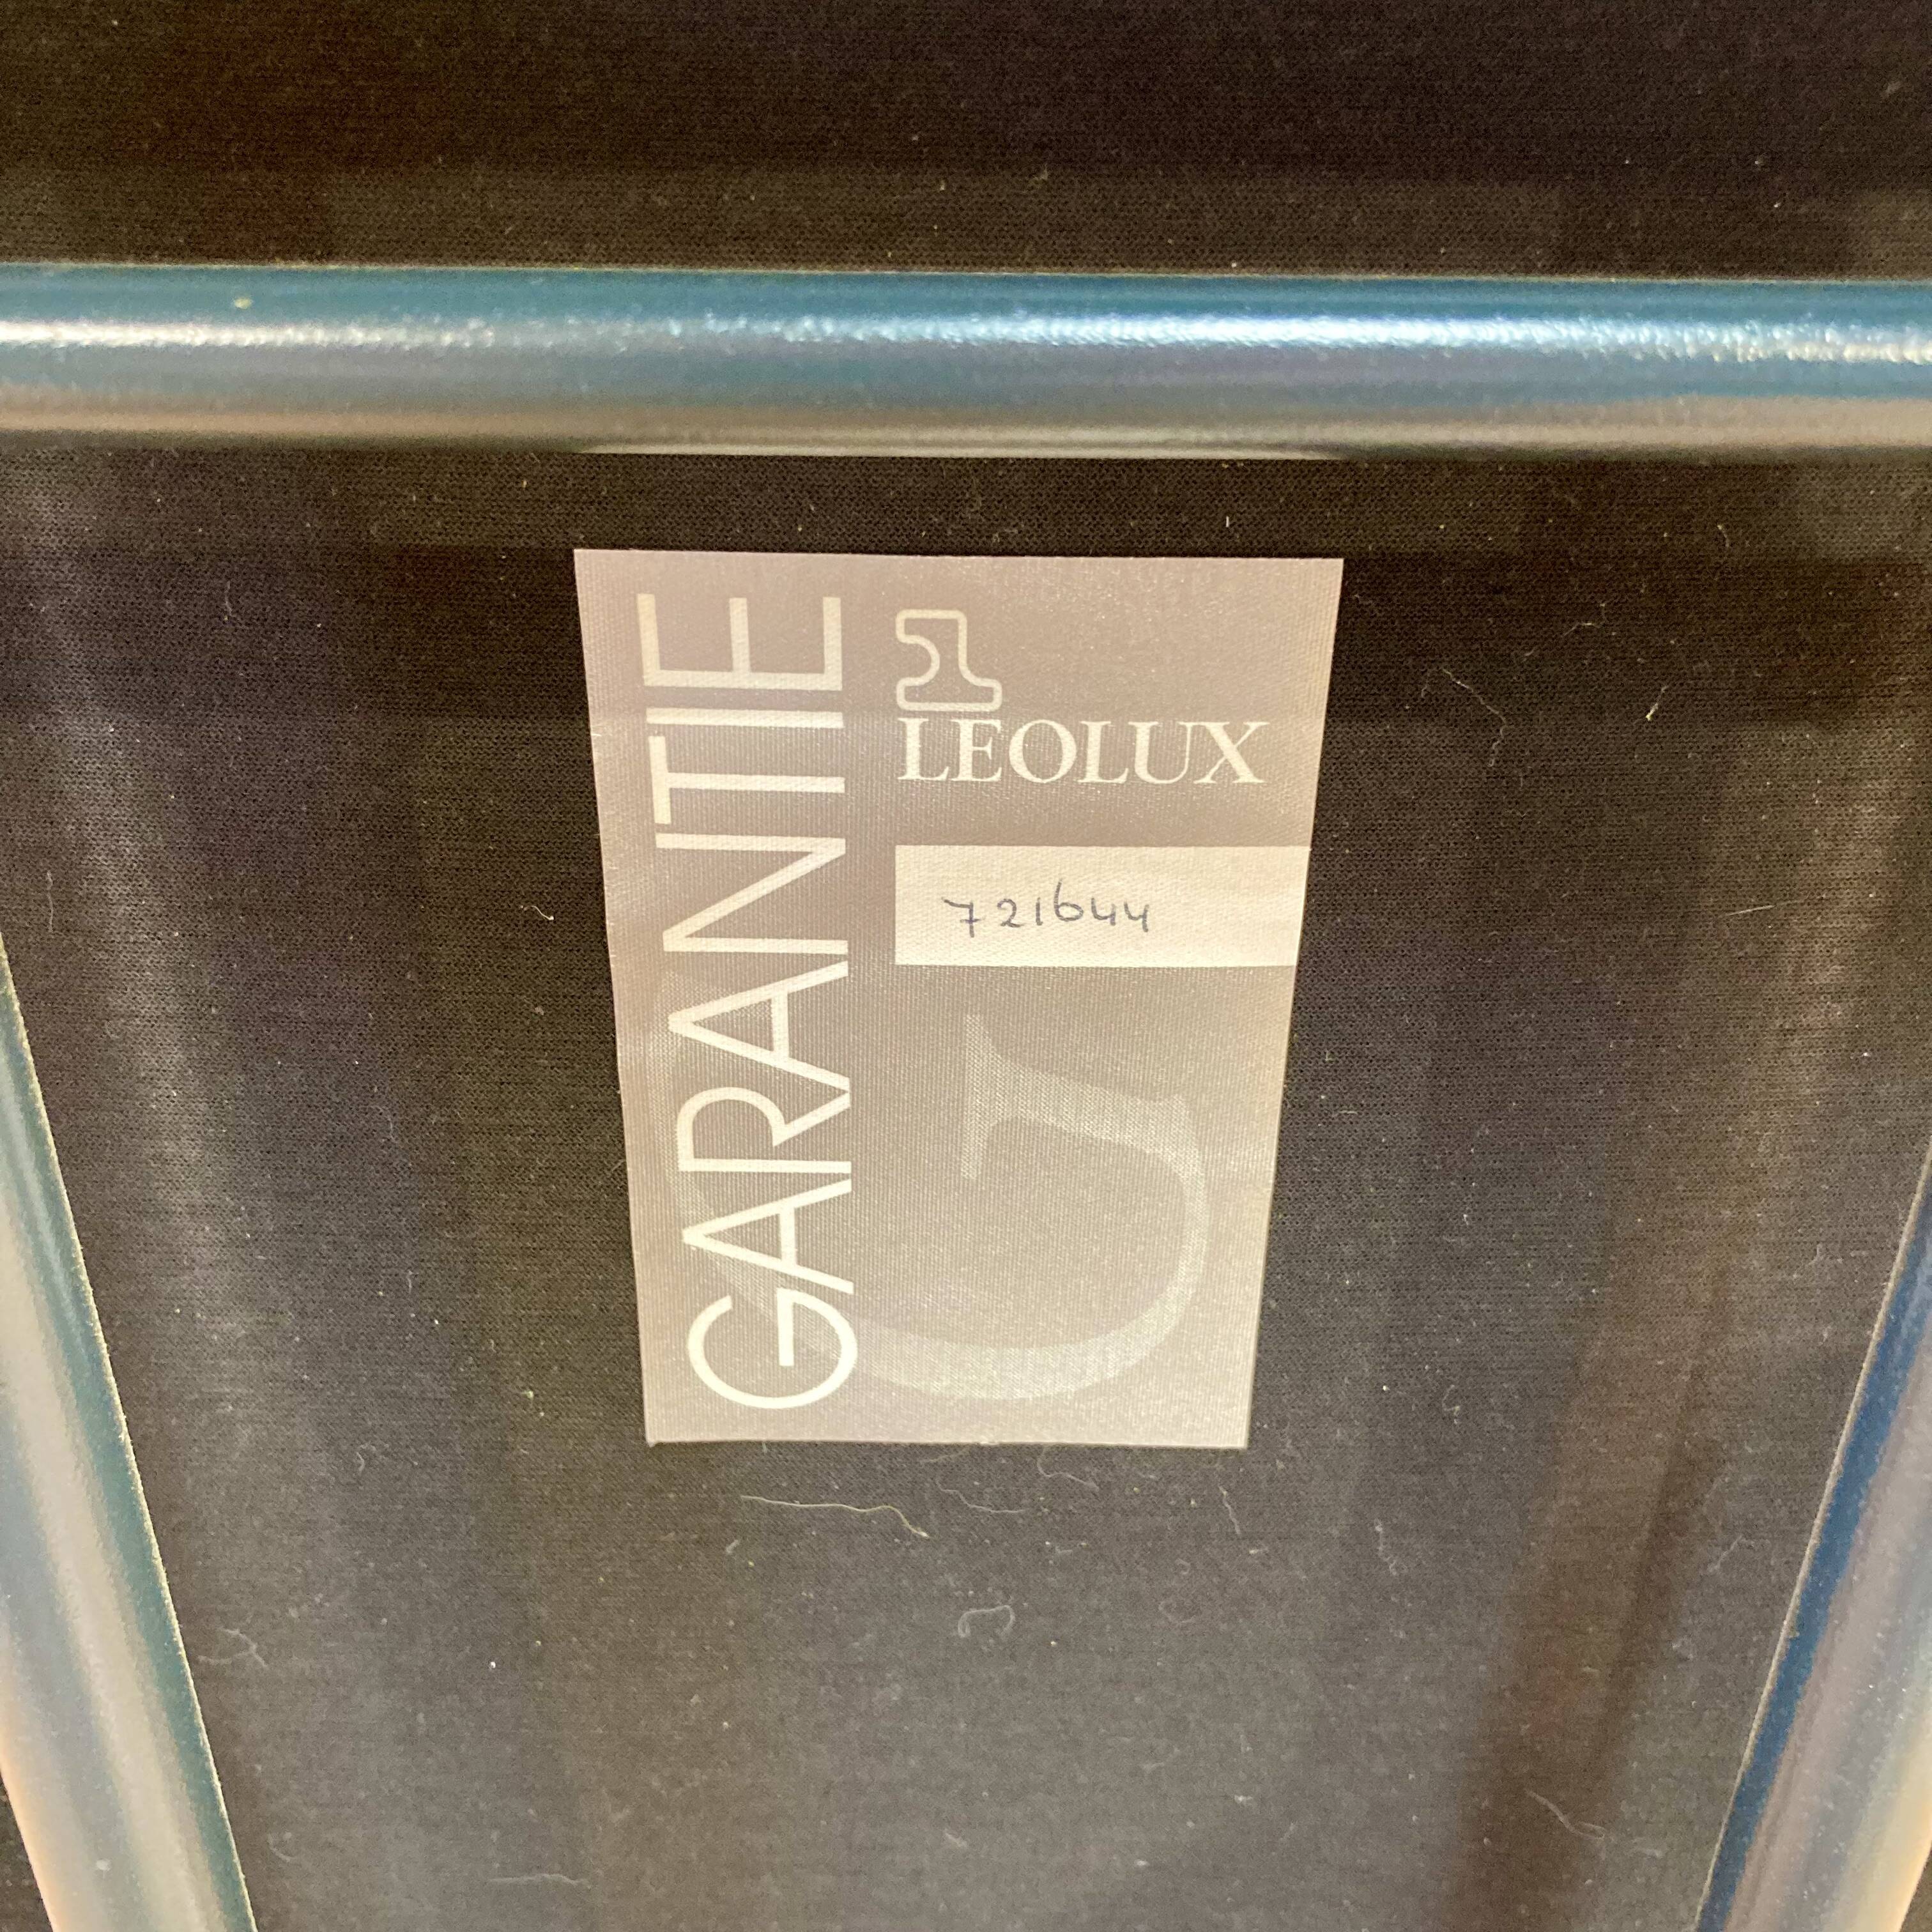 GARANTIE
LEOLUX
721644
G